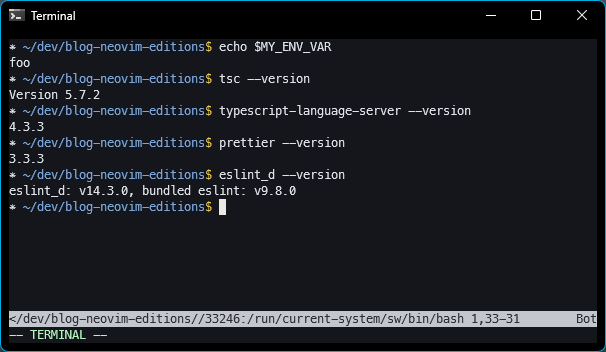 Terminal
* ~/dev/blog-neovim-editions$ echo $MY_ENV_VAR
foo
* ~/dev/blog-neovim-editions$ tsc --version
Version 5.7.2
* ~/dev/blog-neovim-editions$ typescript-language-server --version
4.3.3
* ~/dev/blog-neovim-editions$ prettier --version
3.3.3
* ~/dev/blog-neovim-editions$ eslint_d --version
eslint_d: v14.3.0, bundled eslint: v9.8.0
* ~/dev/blog-neovim-editions$
</dev/blog-neovim-editions//33246:/run/current-system/sw/bin/bash 1,33-31 Bot
-- TERMINAL --